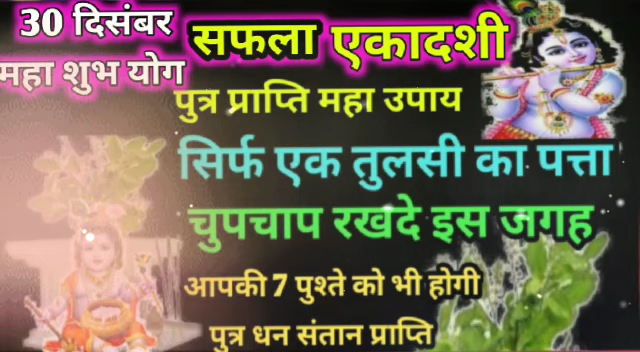 30 दिसंबर
महा शुभ योग
सफला एकादशी
पुत्र प्राप्ति महा उपाय
सिर्फ एक तुलसी का पत्ता
चुपचाप रखदे इस जगह
आपकी 7 पुश्ते को भी होगी
पुत्र धन संतान प्राप्ति